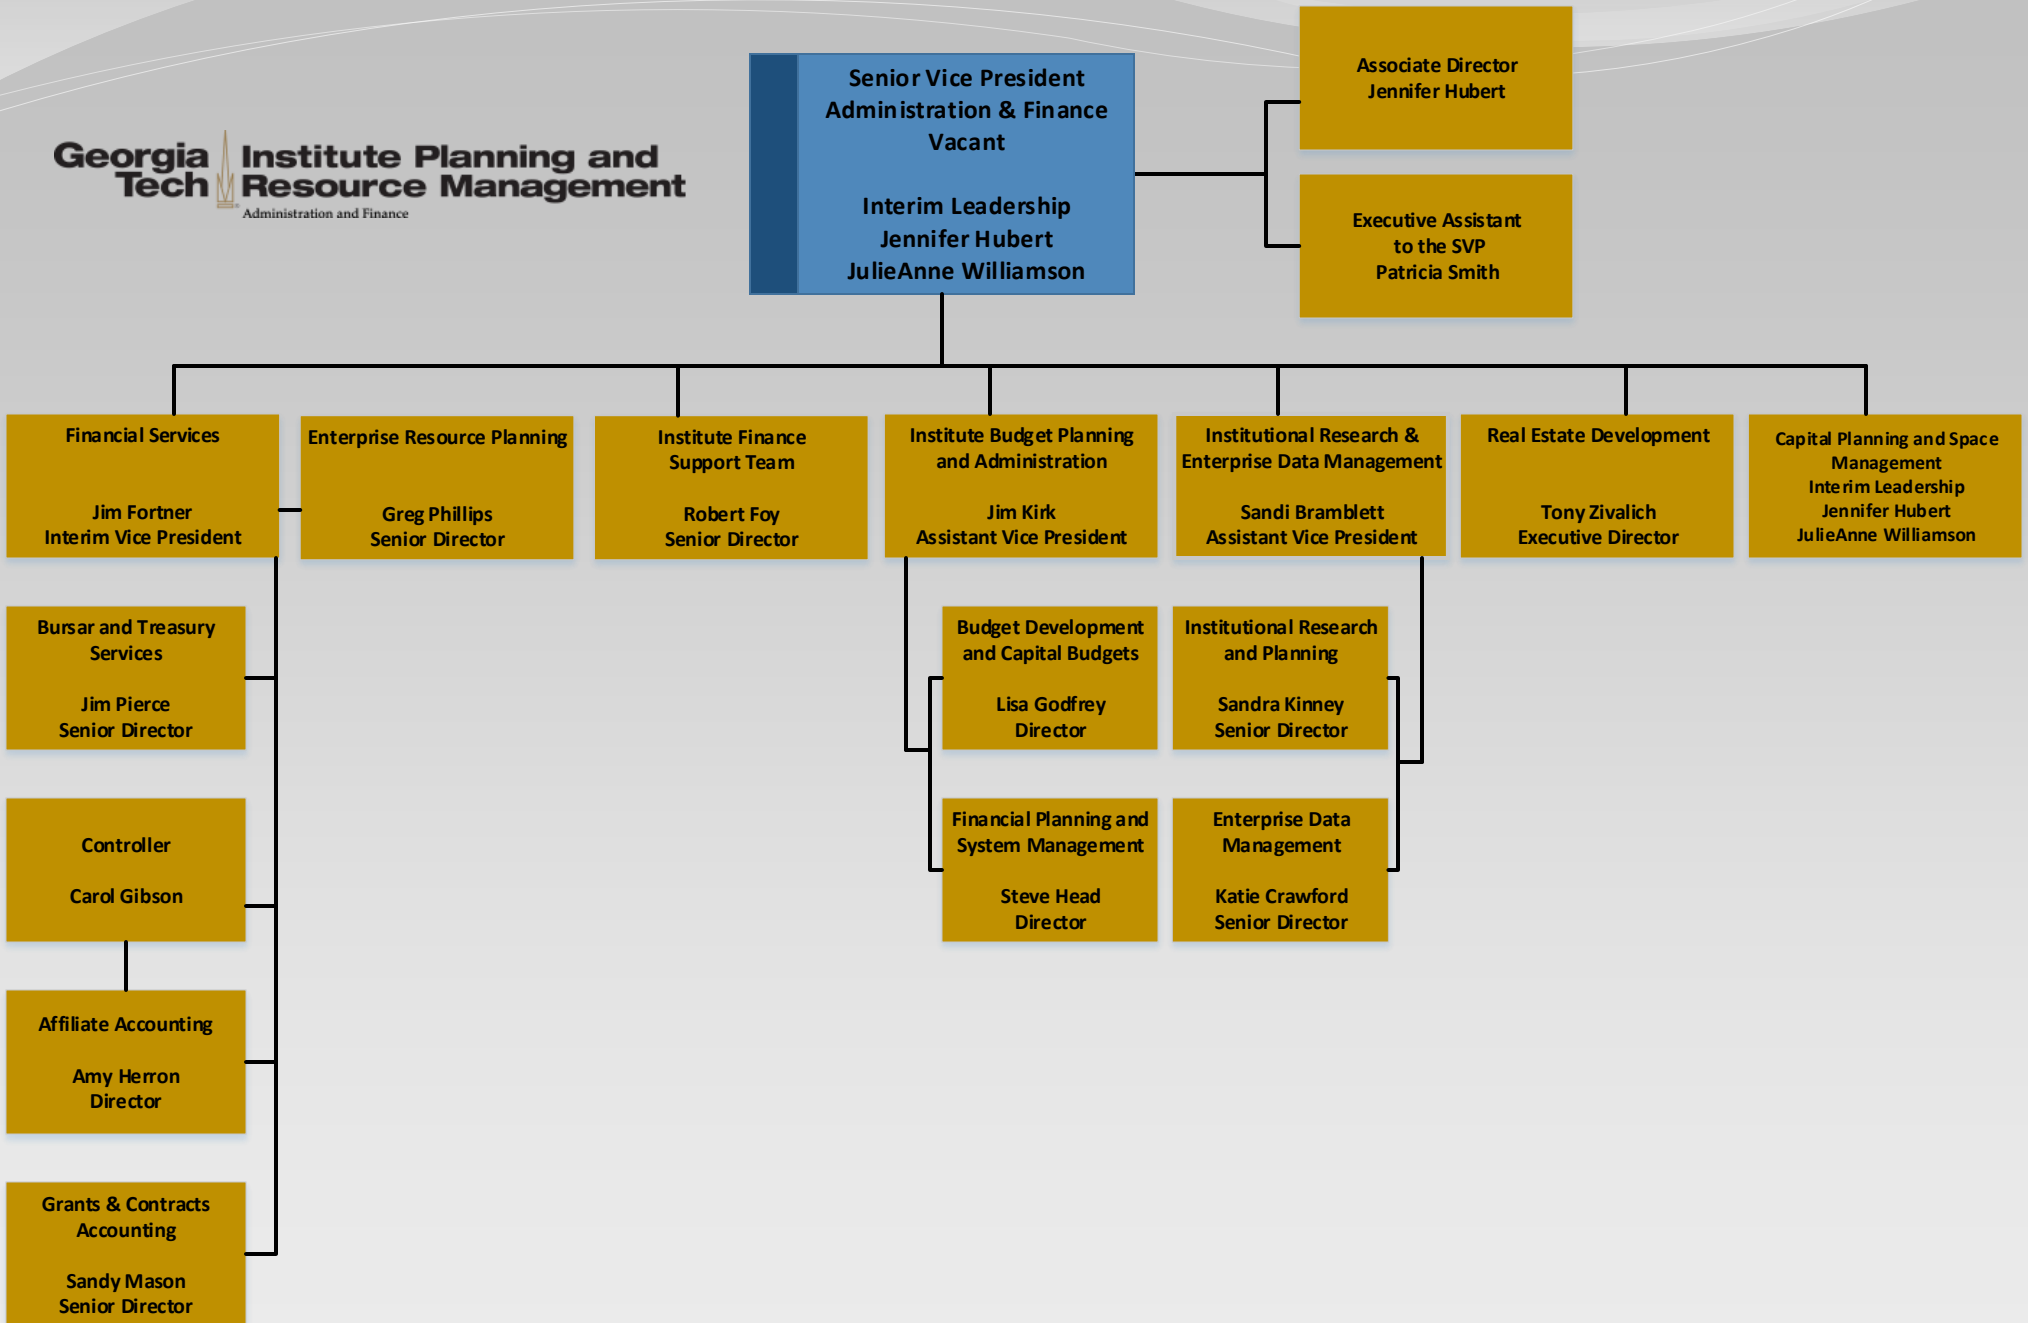 Georgia Tech
Institute Planning and
Resource Management
Administration and Finance
Senior Vice President
Administration & Finance
Vacant
Interim Leadership
Jennifer Hubert
JulieAnne Williamson
Associate Director
Jennifer Hubert
Executive Assistant
to the SVP
Patricia Smith
Financial Services
Jim Fortner
Interim Vice President
Enterprise Resource Planning
Greg Phillips
Senior Director
Institute Finance
Support Team
Robert Foy
Senior Director
Institute Budget Planning
and Administration
Jim Kirk
Assistant Vice President
Institutional Research &
Enterprise Data Management
Sandi Bramblett
Assistant Vice President
Real Estate Development
Tony Zivalich
Executive Director
Capital Planning and Space
Management
Interim Leadership
Jennifer Hubert
JulieAnne Williamson
Bursar and Treasury
Services
Jim Pierce
Senior Director
Budget Development
and Capital Budgets
Lisa Godfrey
Director
Institutional Research
and Planning
Sandra Kinney
Senior Director
Controller
Carol Gibson
Financial Planning and
System Management
Steve Head
Director
Enterprise Data
Management
Katie Crawford
Senior Director
Affiliate Accounting
Amy Herron
Director
Grants & Contracts
Accounting
Sandy Mason
Senior Director